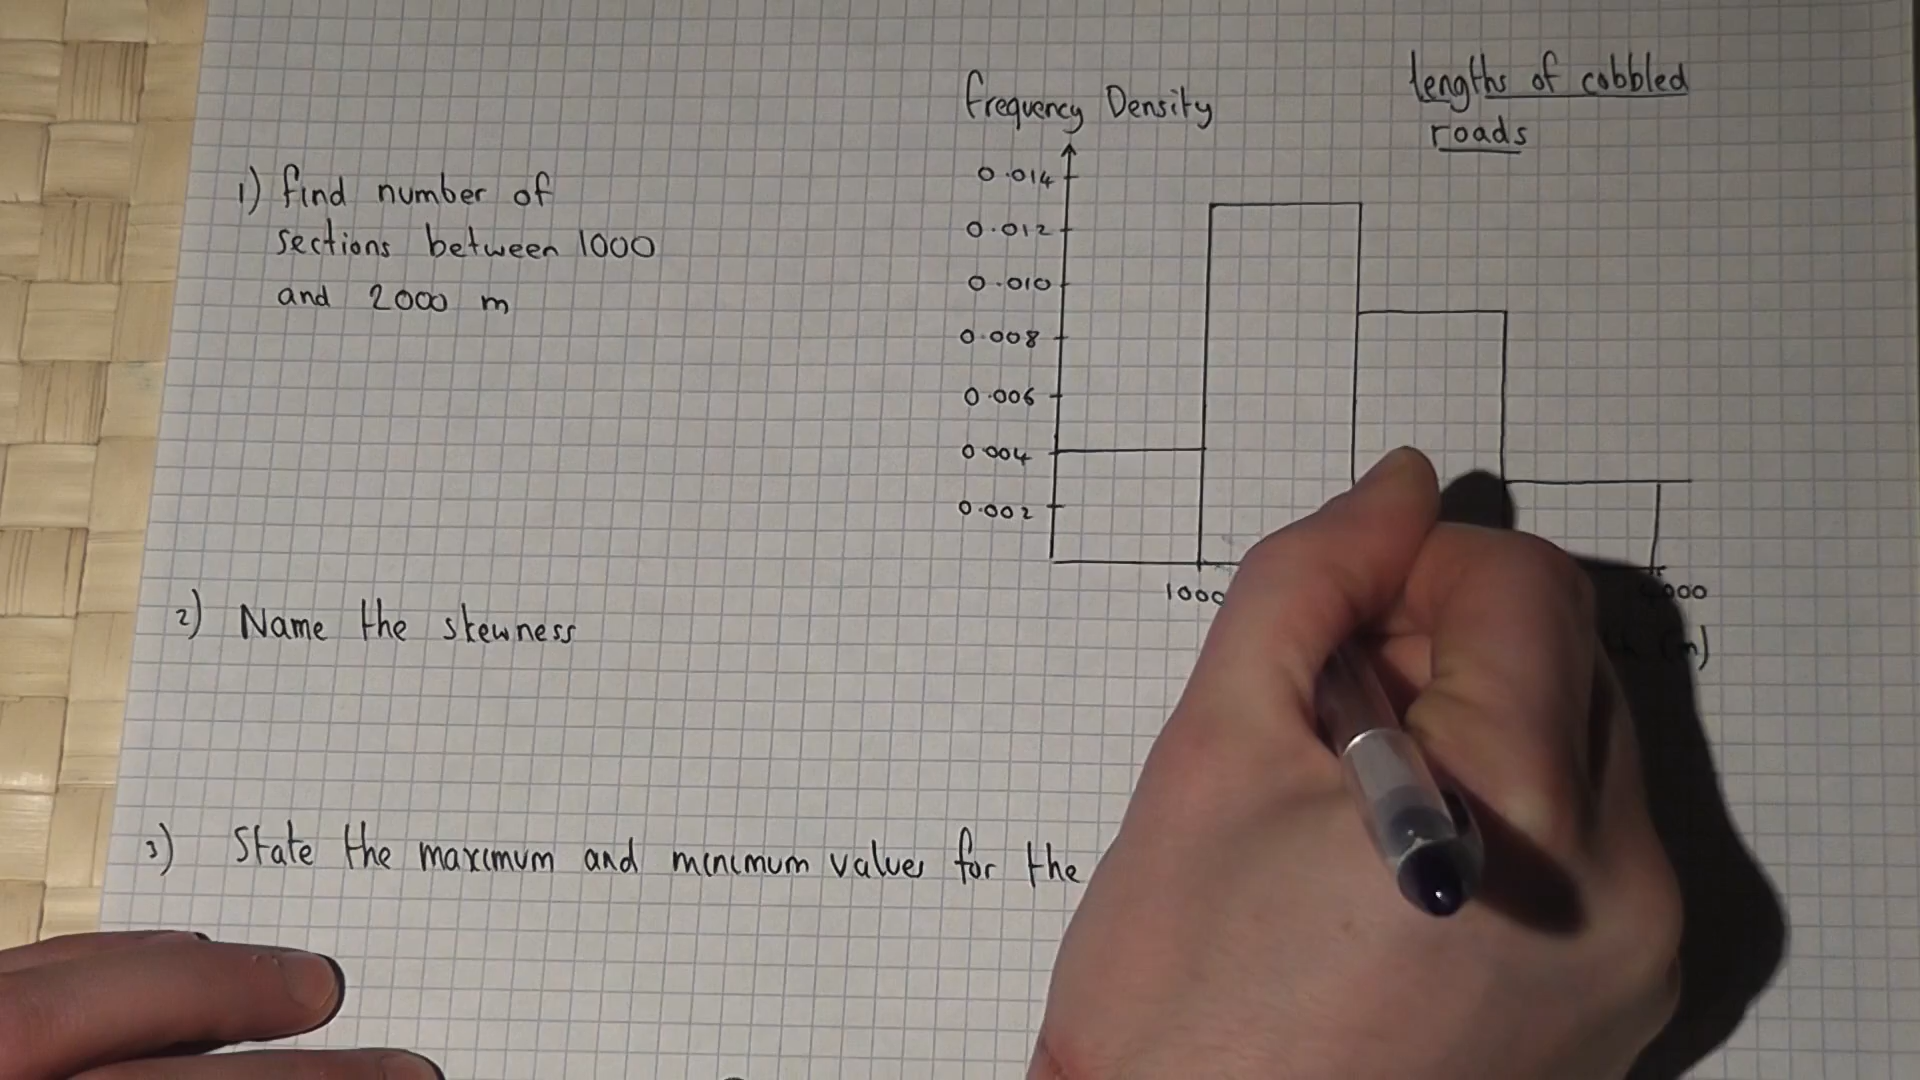 lengths of cobbled
roads
Frequency Density
0.014
0.012
0.010
0.008
0.006
0.004
0.002
1000
(m)
1) find number of
sections between 1000
and 2000 m
2) Name the skewness
3) State the maximum and minimum values for the